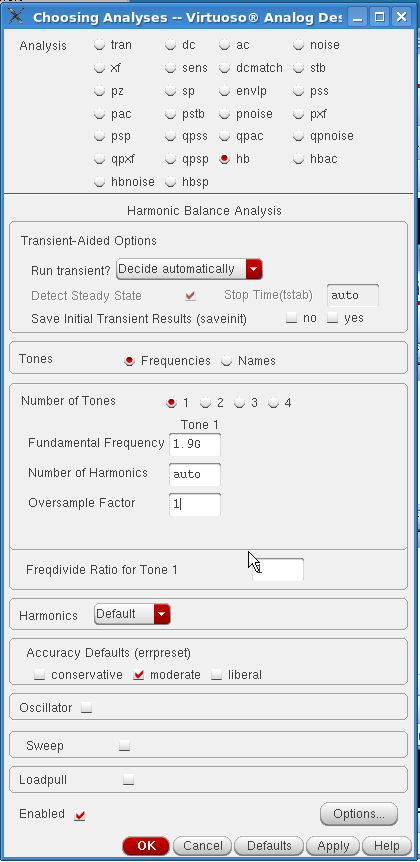 Choosing Analyses -- Virtuoso® Analog Des
Analysis tran dc ac noise
xf sens dcmatch stb
pz sp envlp pss
pac pstb pnoise pxf
psp qpss qpac qpnoise
qpxf qpsp hb hbac
hbnoise hbsp
Harmonic Balance Analysis
Transient-Aided Options
Run transient? Decide automatically
Detect Steady State Stop Time(tstab) auto
Save Initial Transient Results (saveinit) no yes
Tones Frequencies Names
Number of Tones 1 2 3 4
Tone 1
Fundamental Frequency 1.9G
Number of Harmonics auto
Oversample Factor 1
Freqdivide Ratio for Tone 1
Harmonics Default
Accuracy Defaults (errpreset)
conservative moderate liberal
Oscillator
Sweep
Loadpull
Enabled Options...
OK Cancel Defaults Apply Help